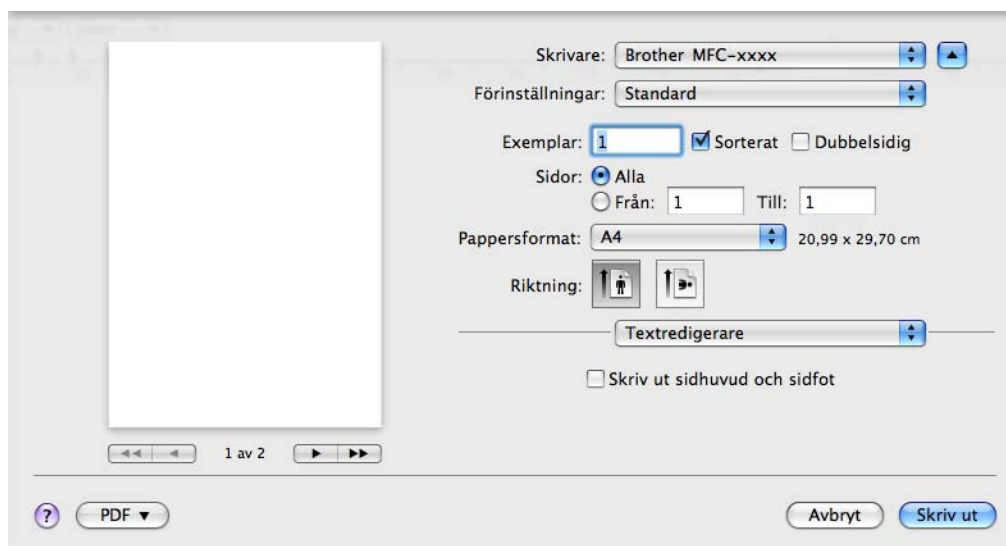 Skrivare: Brother MFC-xxxx
Förinställningar: Standard
Exemplar: 1 Sorterat Dubbelsidig
Sidor: Alla
Från: 1 Till: 1
Pappersformat: A4 20,99 x 29,70 cm
Riktning:
Textredigerare
Skriv ut sidhuvud och sidfot
1 av 2
? PDF Avbryt Skriv ut